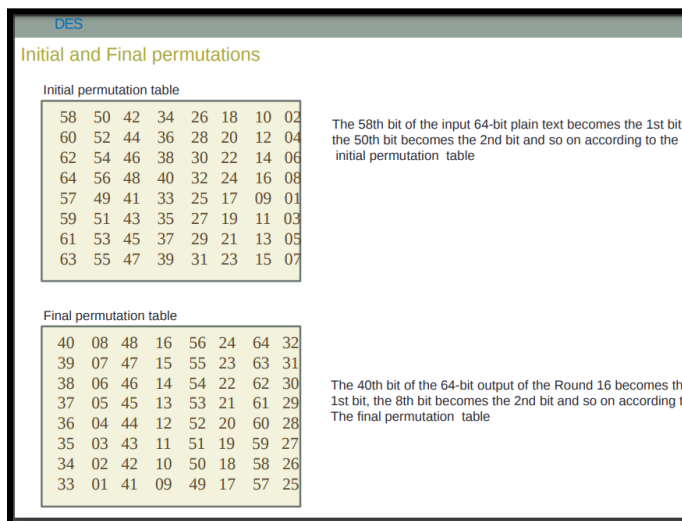 DES
Initial and Final permutations
Initial permutation table
58 50 42 34 26 18 10 02
60 52 44 36 28 20 12 04
62 54 46 38 30 22 14 06
64 56 48 40 32 24 16 08
57 49 41 33 25 17 09 01
59 51 43 35 27 19 11 03
61 53 45 37 29 21 13 05
63 55 47 39 31 23 15 07
The 58th bit of the input 64-bit plain text becomes the 1st bit
the 50th bit becomes the 2nd bit and so on according to the
initial permutation table
Final permutation table
40 08 48 16 56 24 64 32
39 07 47 15 55 23 63 31
38 06 46 14 54 22 62 30
37 05 45 13 53 21 61 29
36 04 44 12 52 20 60 28
35 03 43 11 51 19 59 27
34 02 42 10 50 18 58 26
33 01 41 09 49 17 57 25
The 40th bit of the 64-bit output of the Round 16 becomes
1st bit, the 8th bit becomes the 2nd bit and so on according
The final permutation table